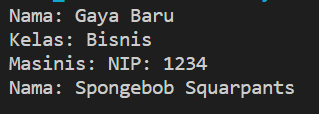 Nama: Gaya Baru
Kelas: Bisnis
Masinis: NIP: 1234
Nama: Spongebob Squarpants